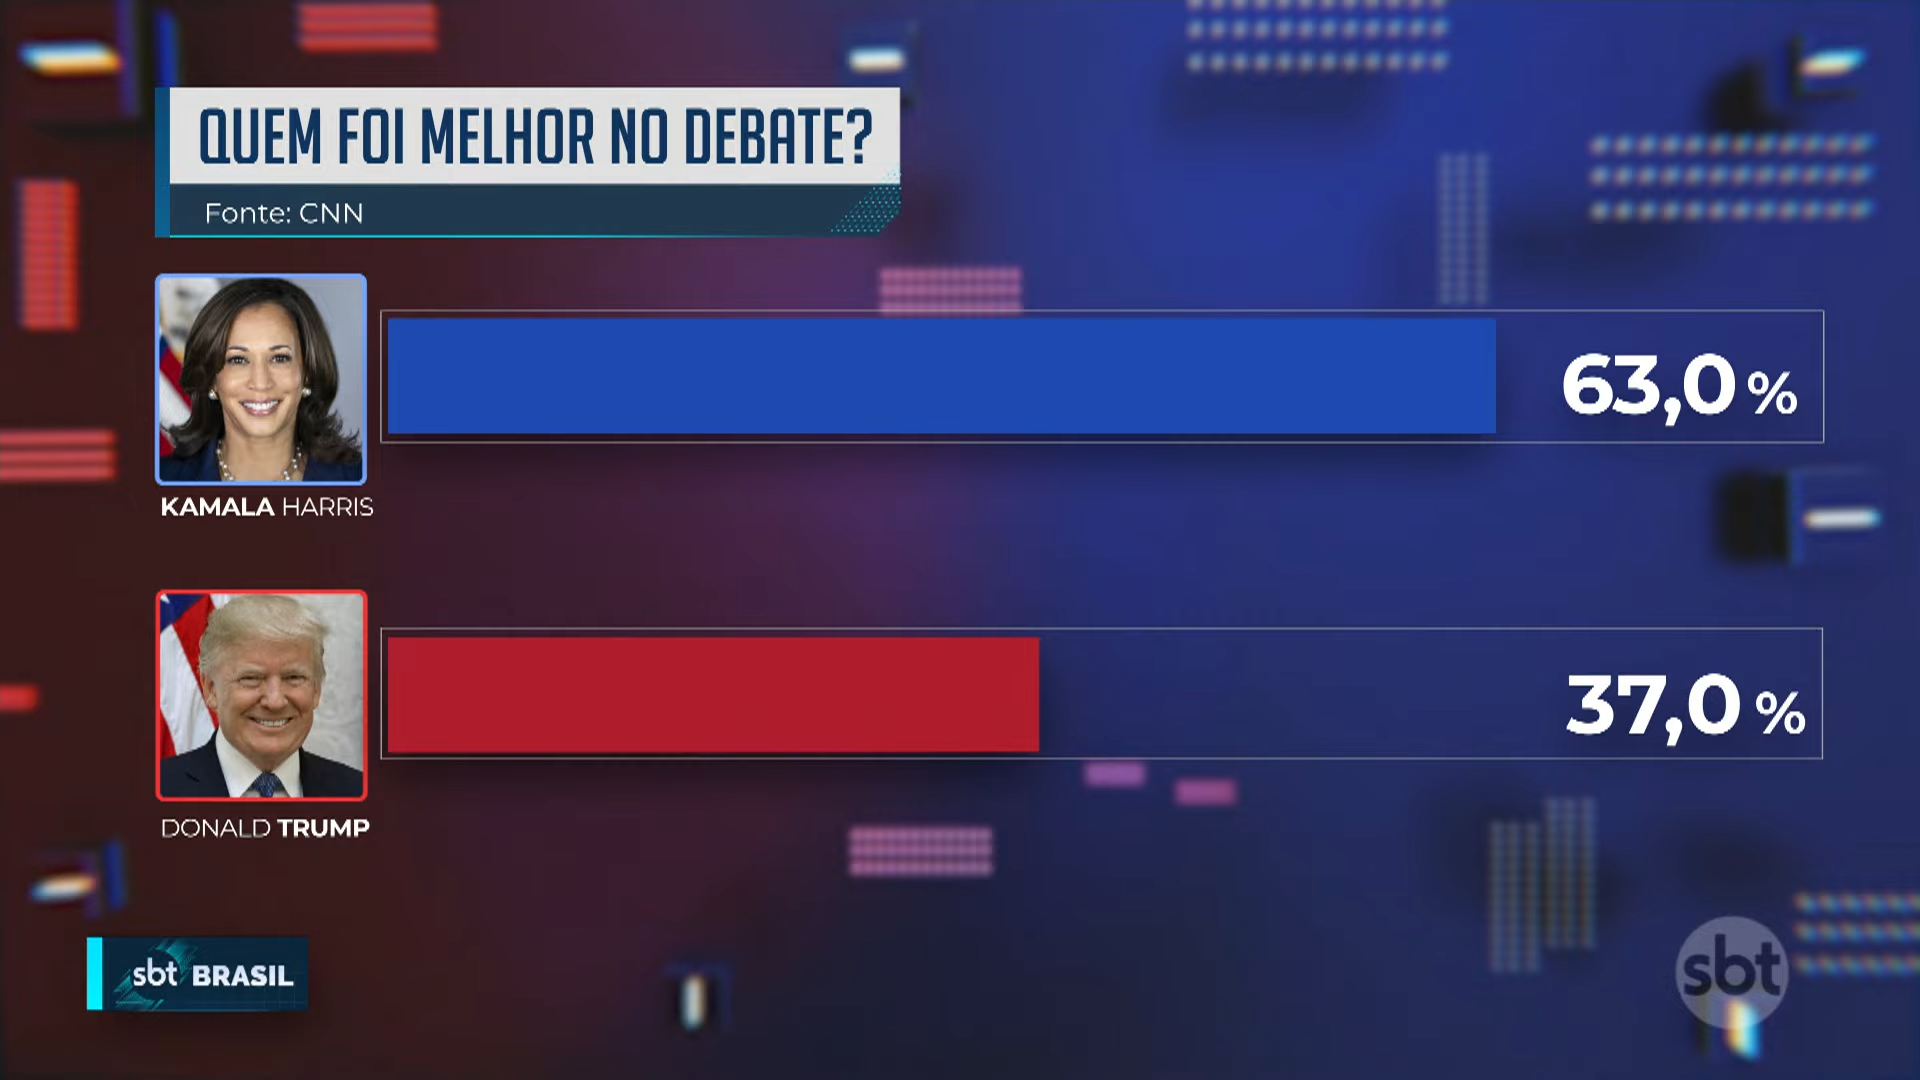 QUEM FOI MELHOR NO DEBATE?
Fonte: CNN
63,0 %
KAMALA HARRIS
37,0 %
DONALD TRUMP
sbt BRASIL
sbt